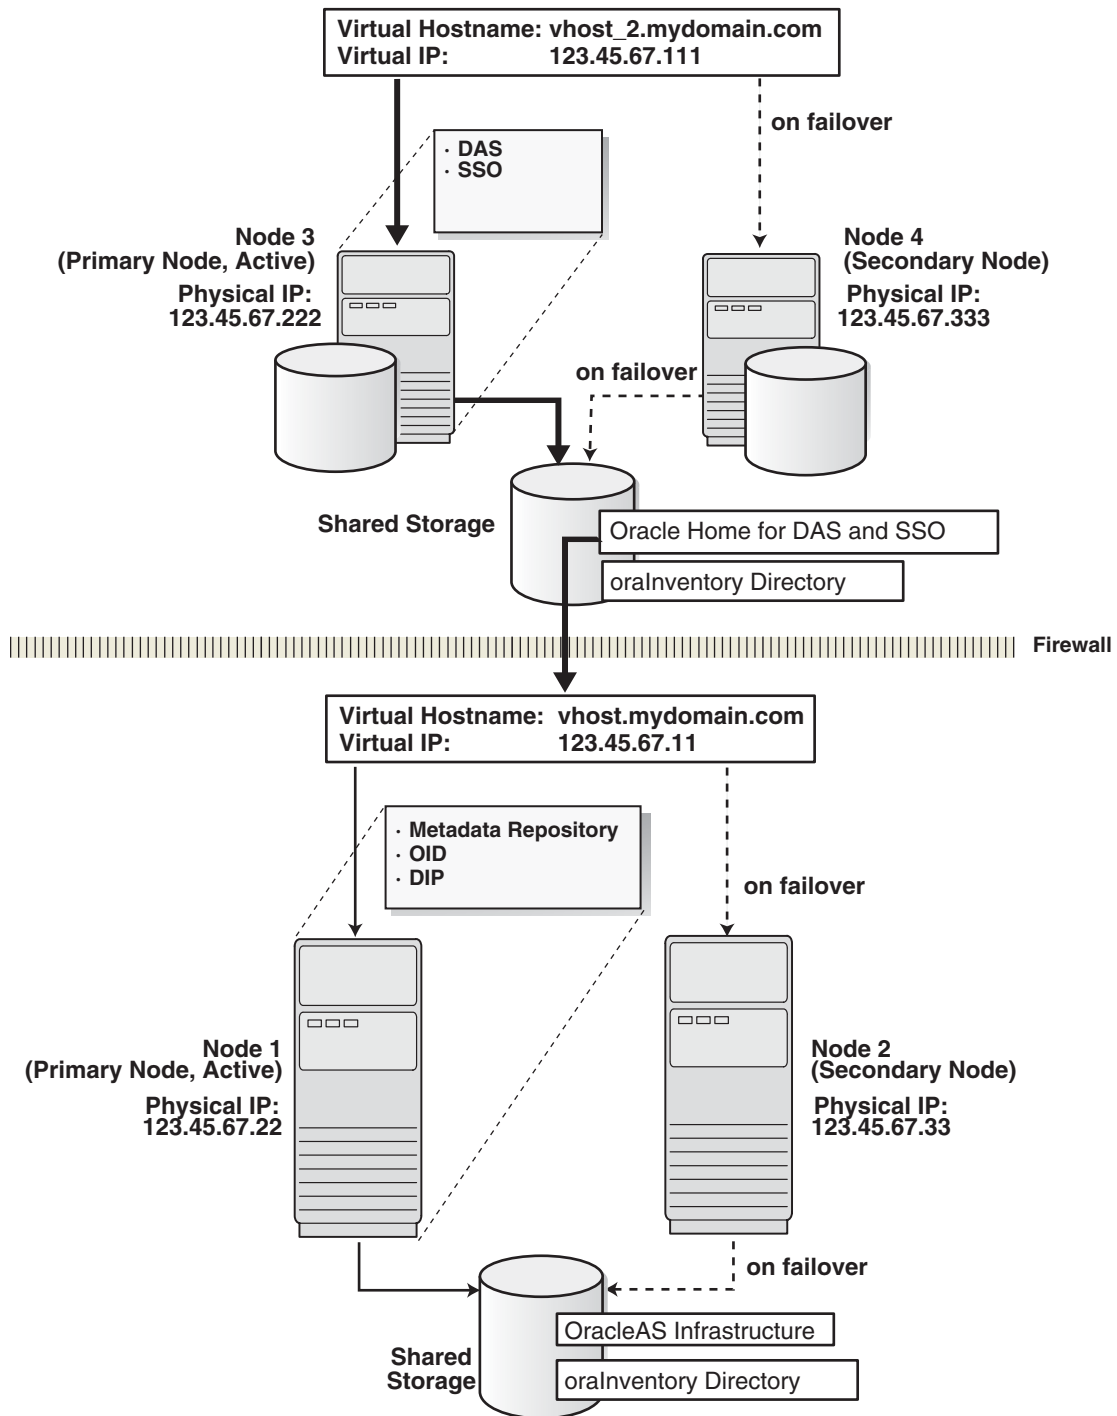 Virtual Hostname: vhost_2.mydomain.com
Virtual IP: 123.45.67.111
on failover
· DAS
· SSO
Node 3
(Primary Node, Active)
Physical IP:
123.45.67.222
Node 4
(Secondary Node)
Physical IP:
123.45.67.333
on failover
Shared Storage
Oracle Home for DAS and SSO
oraInventory Directory
Firewall
Virtual Hostname: vhost.mydomain.com
Virtual IP: 123.45.67.11
· Metadata Repository
· OID
· DIP
on failover
Node 1
(Primary Node, Active)
Physical IP:
123.45.67.22
Node 2
(Secondary Node)
Physical IP:
123.45.67.33
on failover
Shared
Storage
OracleAS Infrastructure
oraInventory Directory